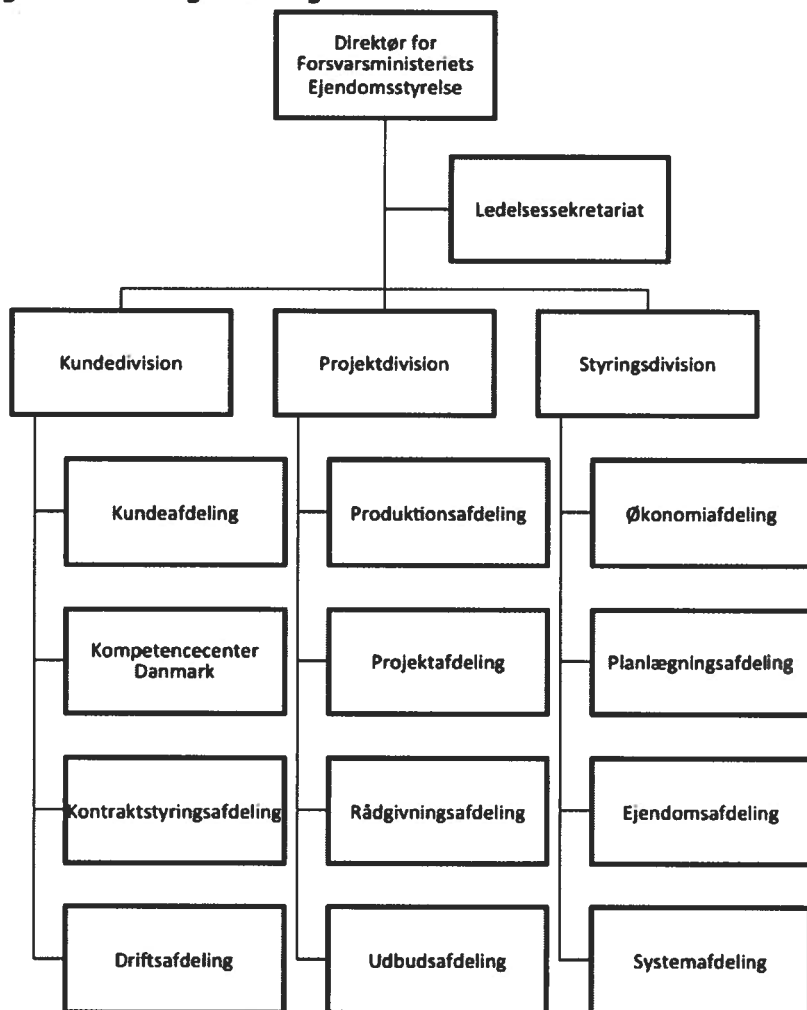 Direktør for
Forsvarsministeriets
Ejendomsstyrelse
Ledelsessekretariat
Kundedivision
Projektdivision
Styringsdivision
Kundeafdeling
Produktionsafdeling
Økonomiafdeling
Kompetencecenter
Danmark
Projektafdeling
Planlægningsafdeling
Kontraktstyringsafdeling
Rådgivningsafdeling
Ejendomsafdeling
Driftsafdeling
Udbudsafdeling
Systemafdeling